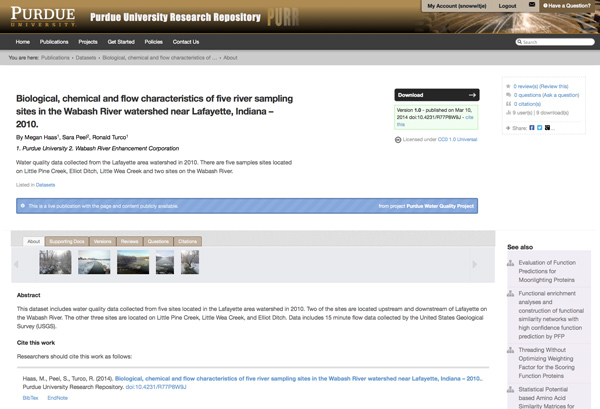 PURDUE
UNIVERSITY
Purdue University Research Repository PURR
My Account (snowwitje) Logout Have a Question?
Home Publications Projects Get Started Policies Contact Us
Search
You are here: Publications › Datasets › Biological, chemical and flow characteristics of ... › About
Biological, chemical and flow characteristics of five river sampling
sites in the Wabash River watershed near Lafayette, Indiana –
2010.
By Megan Haas1, Sara Peel2, Ronald Turco1
1. Purdue University 2. Wabash River Enhancement Corporation
Water quality data collected from the Lafayette area watershed in 2010. There are five samples sites located
on Little Pine Creek, Elliot Ditch, Little Wea Creek and two sites on the Wabash River.
Listed in Datasets
Download
Version 1.0 - published on Mar 10,
2014 doi:10.4231/R77P8W9J - cite
this
Licensed under CC0 1.0 Universal
0 review(s) (Review this)
0 questions (Ask a question)
0 citation(s)
9 user(s) | 8 download(s)
Share:
This is a live publication with the page and content publicly available. from project Purdue Water Quality Project
About Supporting Data Versions Reviews Questions Citations
Abstract
This dataset includes water quality data collected from five sites located in the Lafayette area watershed in 2010. Two of the sites are located upstream and downstream of Lafayette
on the Wabash River. The other three sites are located on Little Pine Creek, Little Wea Creek, and Elliot Ditch. Data includes 15 minute flow data collected by the United States Geological
Survey (USGS).
Cite this work
Researchers should cite this work as follows:
Haas, M., Peel, S., Turco, R. (2014). Biological, chemical and flow characteristics of five river sampling sites in the Wabash River watershed near Lafayette, Indiana – 2010..
Purdue University Research Repository. doi:10.4231/R77P8W9J
BibTex EndNote
See also
Evaluation of Function
Predictions for
Moonlighting Proteins
Functional enrichment
analyses and
construction of functional
similarity networks with
high confidence function
prediction by PFP
Threading Without
Optimizing Weighting
Factor for the Scoring
Function Proteins
Statistical Potential
based Amino Acid
Similarity Matrices for